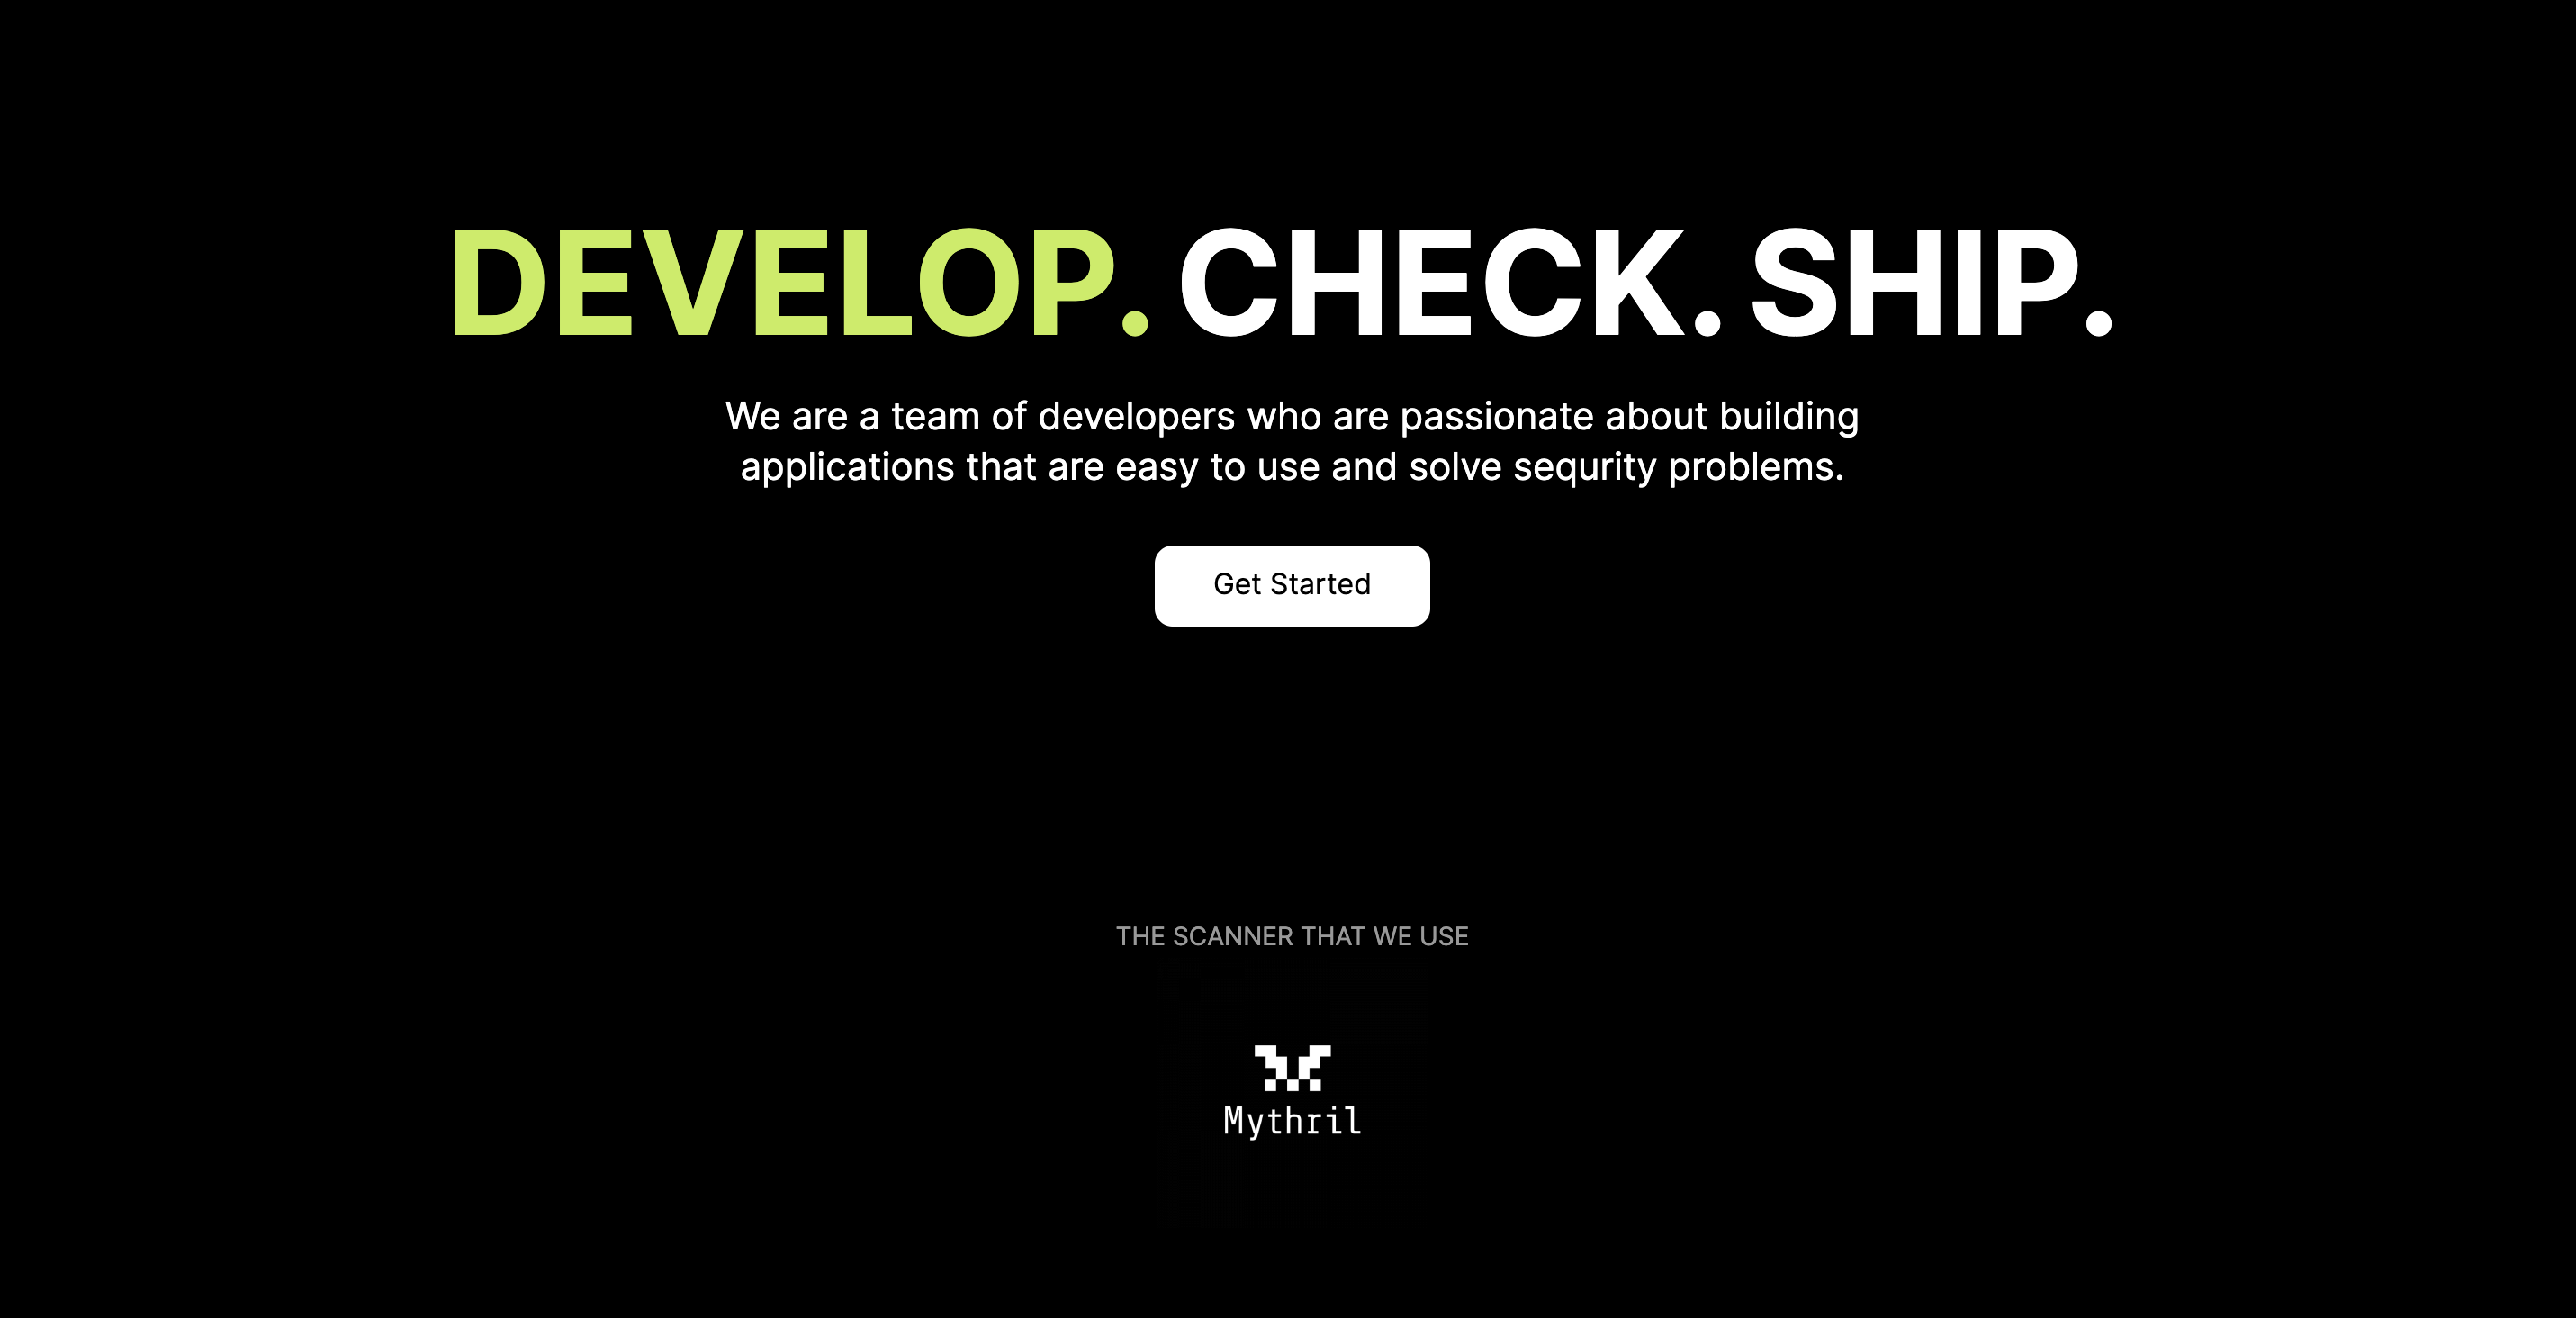 DEVELOP. CHECK. SHIP.
We are a team of developers who are passionate about building
applications that are easy to use and solve sequrity problems.
Get Started
THE SCANNER THAT WE USE
Mythril